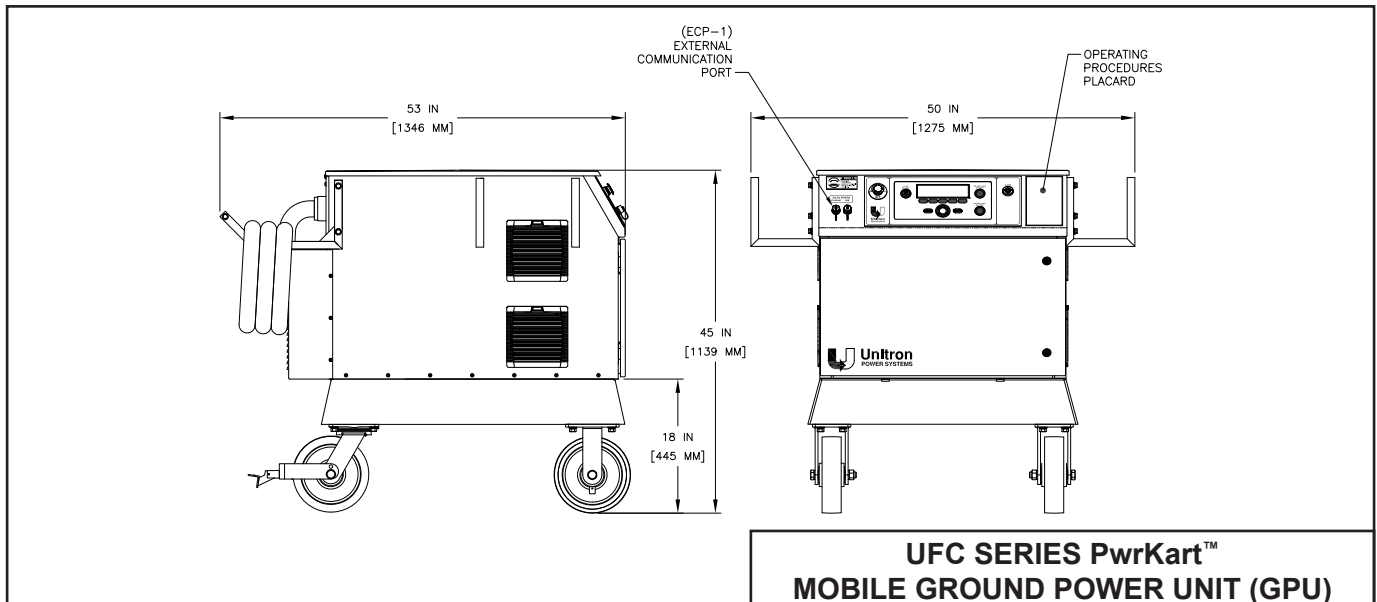 (ECP-1)
EXTERNAL
COMMUNICATION
PORT
OPERATING
PROCEDURES
PLACARD
53 IN
[1346 MM]
50 IN
[1275 MM]
45 IN
[1139 MM]
18 IN
[445 MM]
Unitron
POWER SYSTEMS
UFC SERIES PwrKart™
MOBILE GROUND POWER UNIT (GPU)